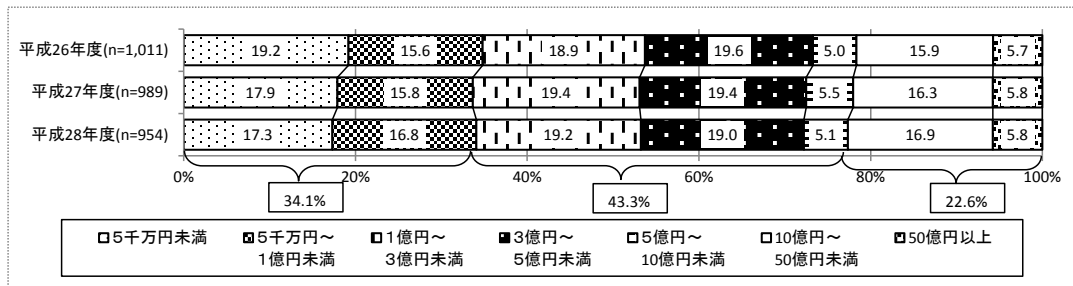 平成26年度(n=1,011) 19.2 15.6 18.9 19.6 5.0 15.9 5.7
平成27年度(n=989) 17.9 15.8 19.4 19.4 5.5 16.3 5.8
平成28年度(n=954) 17.3 16.8 19.2 19.0 5.1 16.9 5.8
0% 20% 40% 60% 80% 100%
34.1% 43.3% 22.6%
5千万円未満 5千万円～ 1億円～ 3億円～ 5億円～ 10億円～ 50億円以上
1億円未満 3億円未満 5億円未満 10億円未満 50億円未満